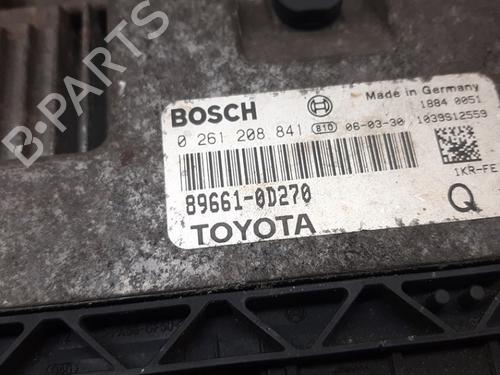 B-PARTS
BOSCH
Made in Germany
1884 0051
0 261 208 841 B10 06-03-30 1039S12559
89661-0D270
1KR-FE
TOYOTA
Q